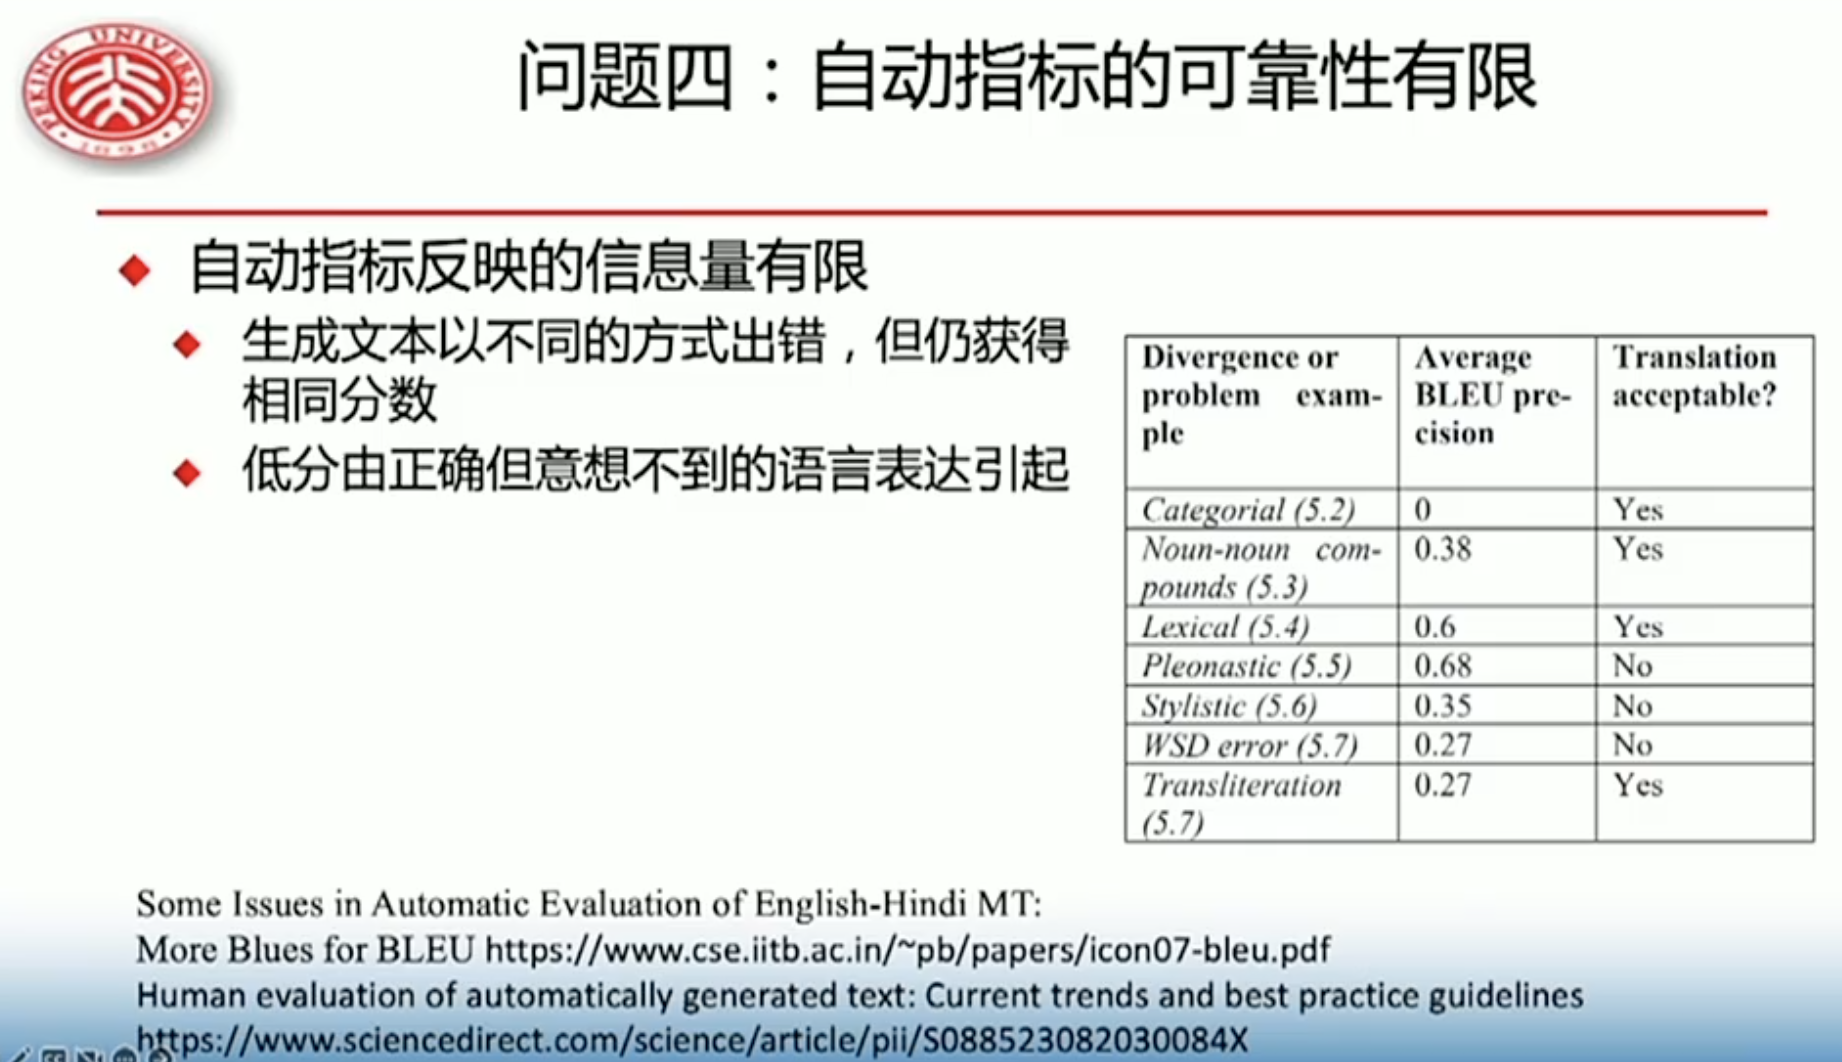 PEKING UNIVERSITY
1898
问题四：自动指标的可靠性有限
自动指标反映的信息量有限
生成文本以不同的方式出错，但仍获得
相同分数
低分由正确但意想不到的语言表达引起
Divergence or problem exam-ple Average BLEU pre-cision Translation acceptable?
Categorial (5.2) 0 Yes
Noun-noun com-pounds (5.3) 0.38 Yes
Lexical (5.4) 0.6 Yes
Pleonastic (5.5) 0.68 No
Stylistic (5.6) 0.35 No
WSD error (5.7) 0.27 No
Transliteration (5.7) 0.27 Yes
Some Issues in Automatic Evaluation of English-Hindi MT:
More Blues for BLEU https://www.cse.iitb.ac.in/~pb/papers/icon07-bleu.pdf
Human evaluation of automatically generated text: Current trends and best practice guidelines
https://www.sciencedirect.com/science/article/pii/S088523082030084X